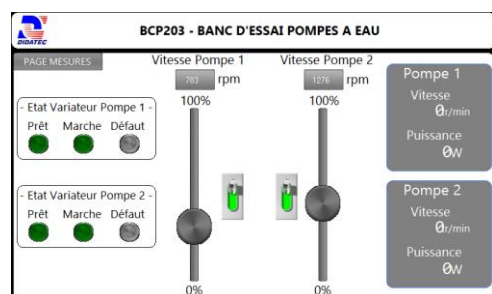 DIDATEC
BCP203 - BANC D'ESSAI POMPES A EAU
PAGE MESURES
Vitesse Pompe 1
783 rpm
100%
0%
Vitesse Pompe 2
1276 rpm
100%
0%
- Etat Variateur Pompe 1 -
Prêt Marche Défaut
- Etat Variateur Pompe 2 -
Prêt Marche Défaut
Pompe 1
Vitesse
0r/min
Puissance
0W
Pompe 2
Vitesse
0r/min
Puissance
0W